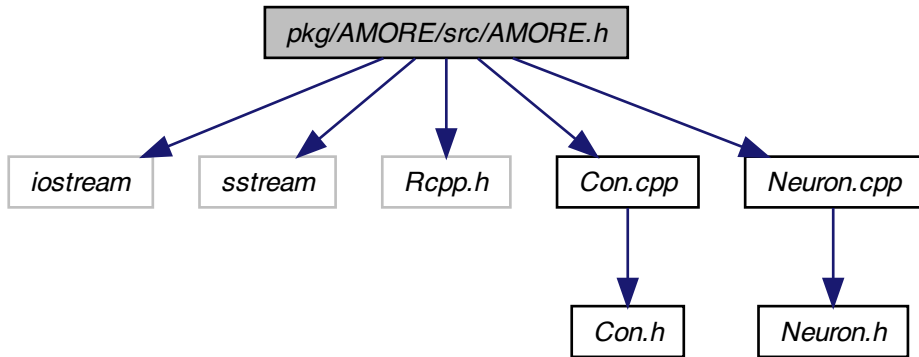 pkg/AMORE/src/AMORE.h
iostream
sstream
Rcpp.h
Con.cpp
Neuron.cpp
Con.h
Neuron.h